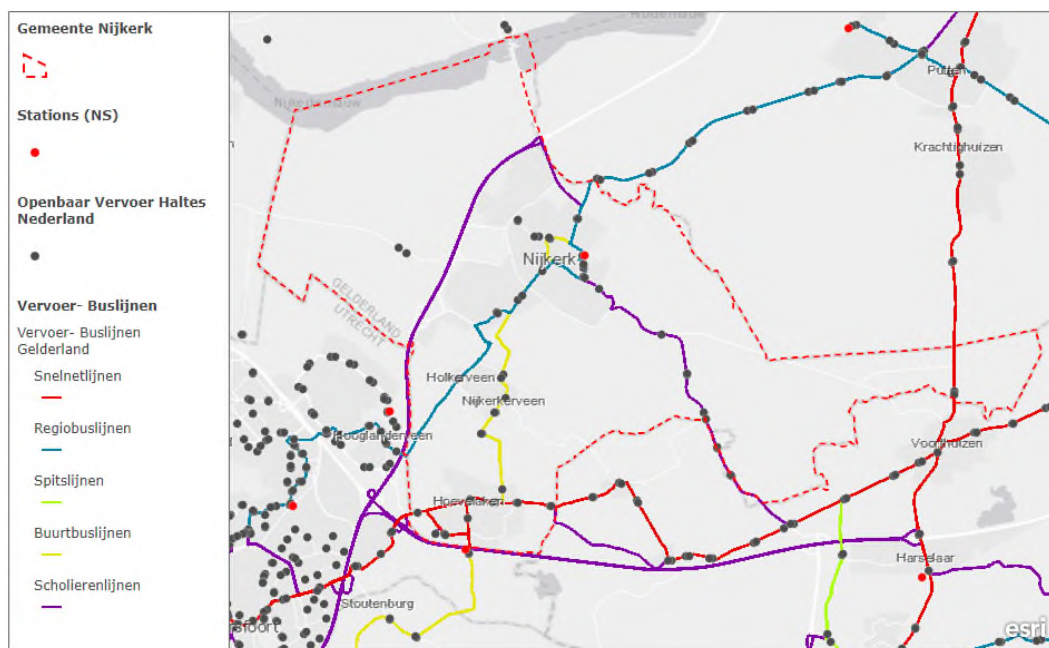 Gemeente Nijkerk
Stations (NS)
Openbaar Vervoer Haltes
Nederland
Vervoer- Buslijnen
Vervoer- Buslijnen
Gelderland
Snelnetlijnen
Regiobuslijnen
Spitslijnen
Buurtbuslijnen
Scholierenlijnen
Putten
Krachtighuizen
Nijkerk
GELDERLAND
UTRECHT
Holkerveen
Nijkerkerveen
Hooglanderveen
Voorthuizen
Hoevelaken
Harselaar
Stoutenburg
sfoort
esri